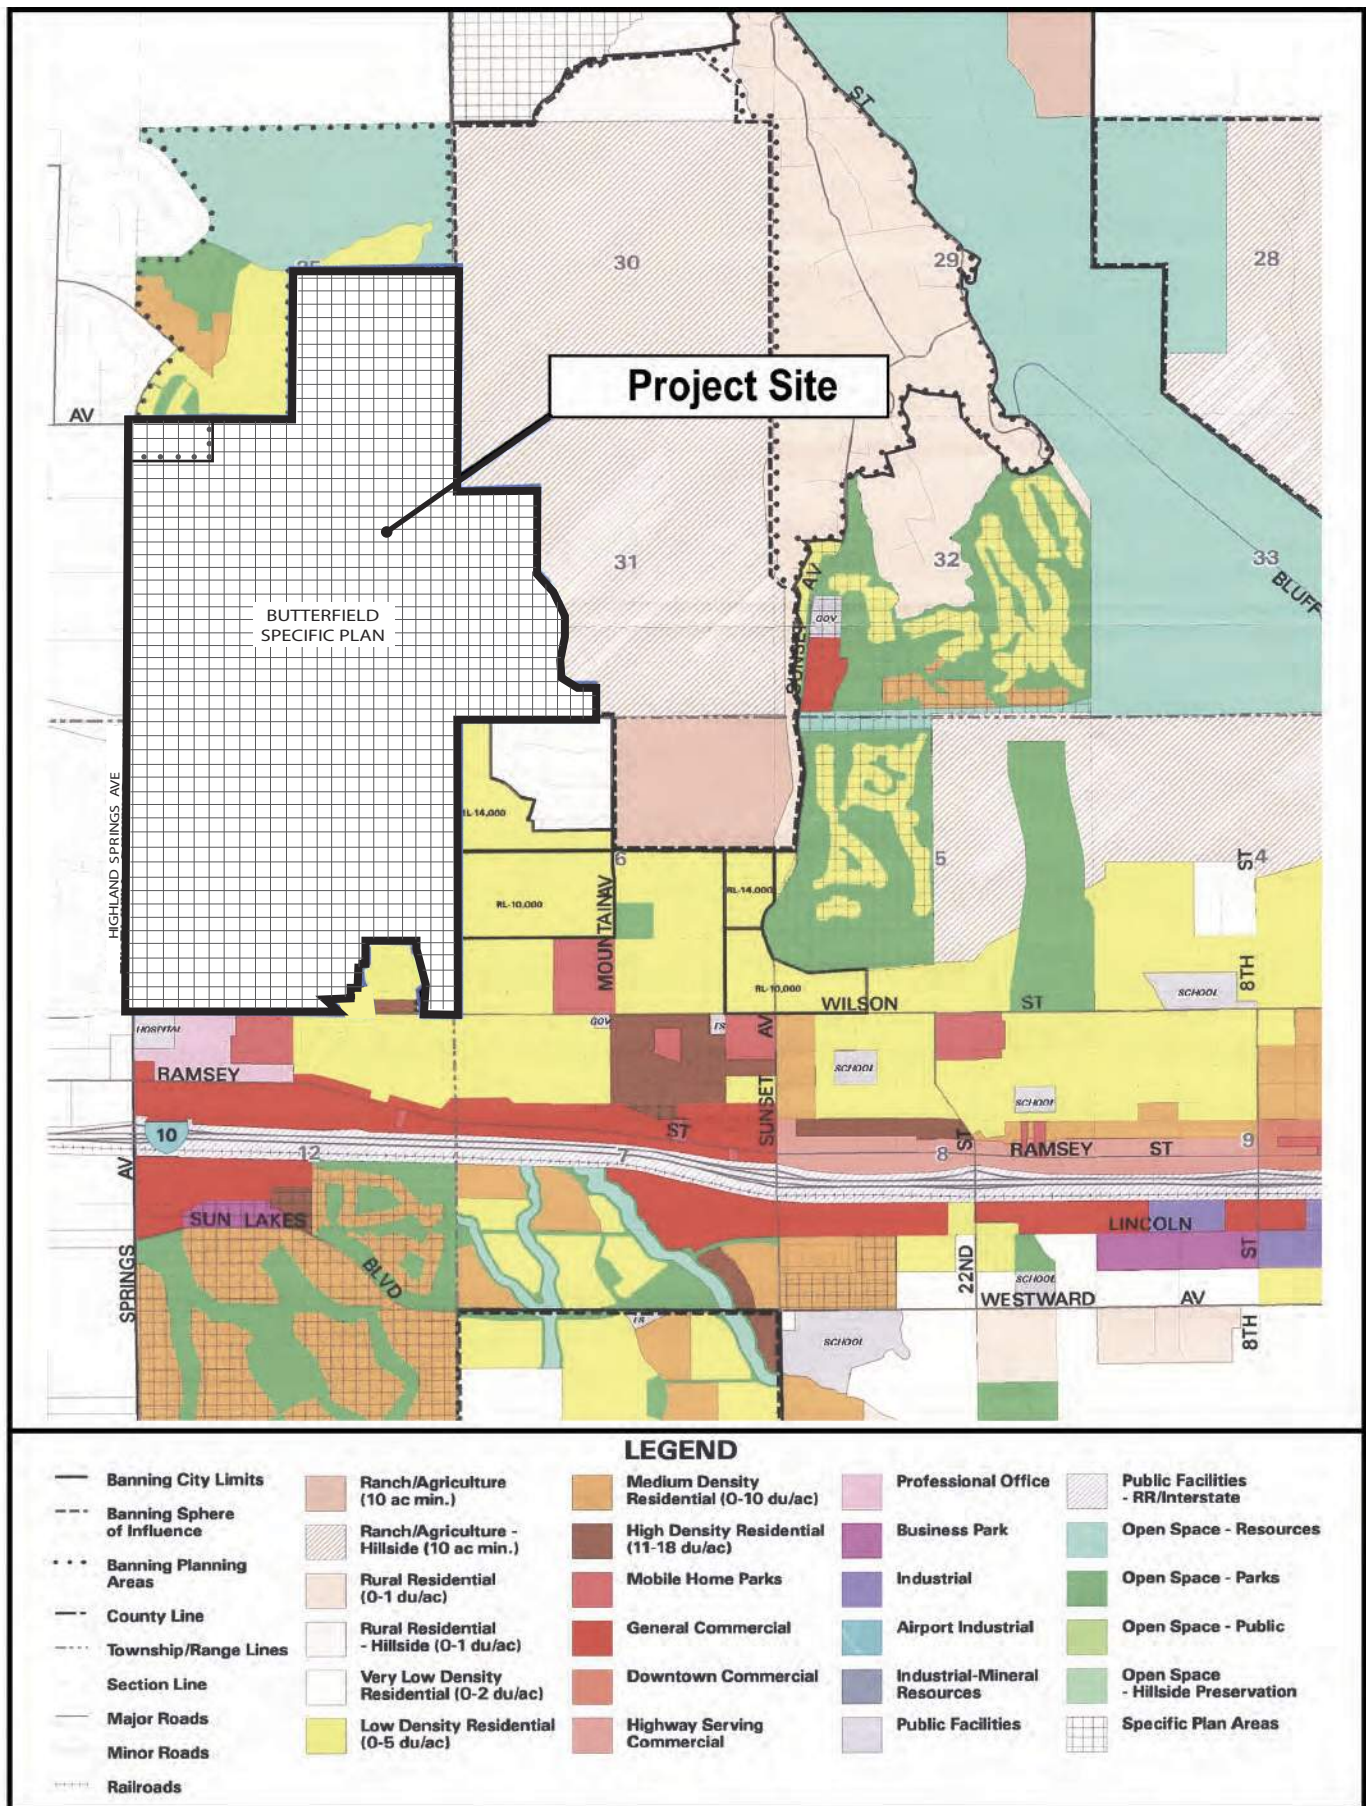 ST
25
30
29
28
Project Site
AV
31
32
33
BLUFF
AV
GOV
SUNSET
BUTTERFIELD
SPECIFIC PLAN
HIGHLAND SPRINGS AVE
RL-14,000
6
5
4
ST
RL-14,000
RL-10,000
MOUNTAIN AV
RL-10,000
WILSON
ST
8TH
SCHOOL
HOSPITAL
GOV
FS
AV
SUNSET
SCHOOL
SCHOOL
RAMSEY
ST
10
12
7
8
ST
RAMSEY
ST
9
AV
SPRINGS
SUN LAKES
BLVD
LINCOLN
ST
22ND
SCHOOL
WESTWARD
AV
FS
SCHOOL
8TH
LEGEND
Banning City Limits
Banning Sphere
of Influence
Banning Planning
Areas
County Line
Township/Range Lines
Section Line
Major Roads
Minor Roads
Railroads
Ranch/Agriculture
(10 ac min.)
Ranch/Agriculture -
Hillside (10 ac min.)
Rural Residential
(0-1 du/ac)
Rural Residential
- Hillside (0-1 du/ac)
Very Low Density
Residential (0-2 du/ac)
Low Density Residential
(0-5 du/ac)
Medium Density
Residential (0-10 du/ac)
High Density Residential
(11-18 du/ac)
Mobile Home Parks
General Commercial
Downtown Commercial
Highway Serving
Commercial
Professional Office
Business Park
Industrial
Airport Industrial
Industrial-Mineral
Resources
Public Facilities
Public Facilities
- RR/Interstate
Open Space - Resources
Open Space - Parks
Open Space - Public
Open Space
- Hillside Preservation
Specific Plan Areas